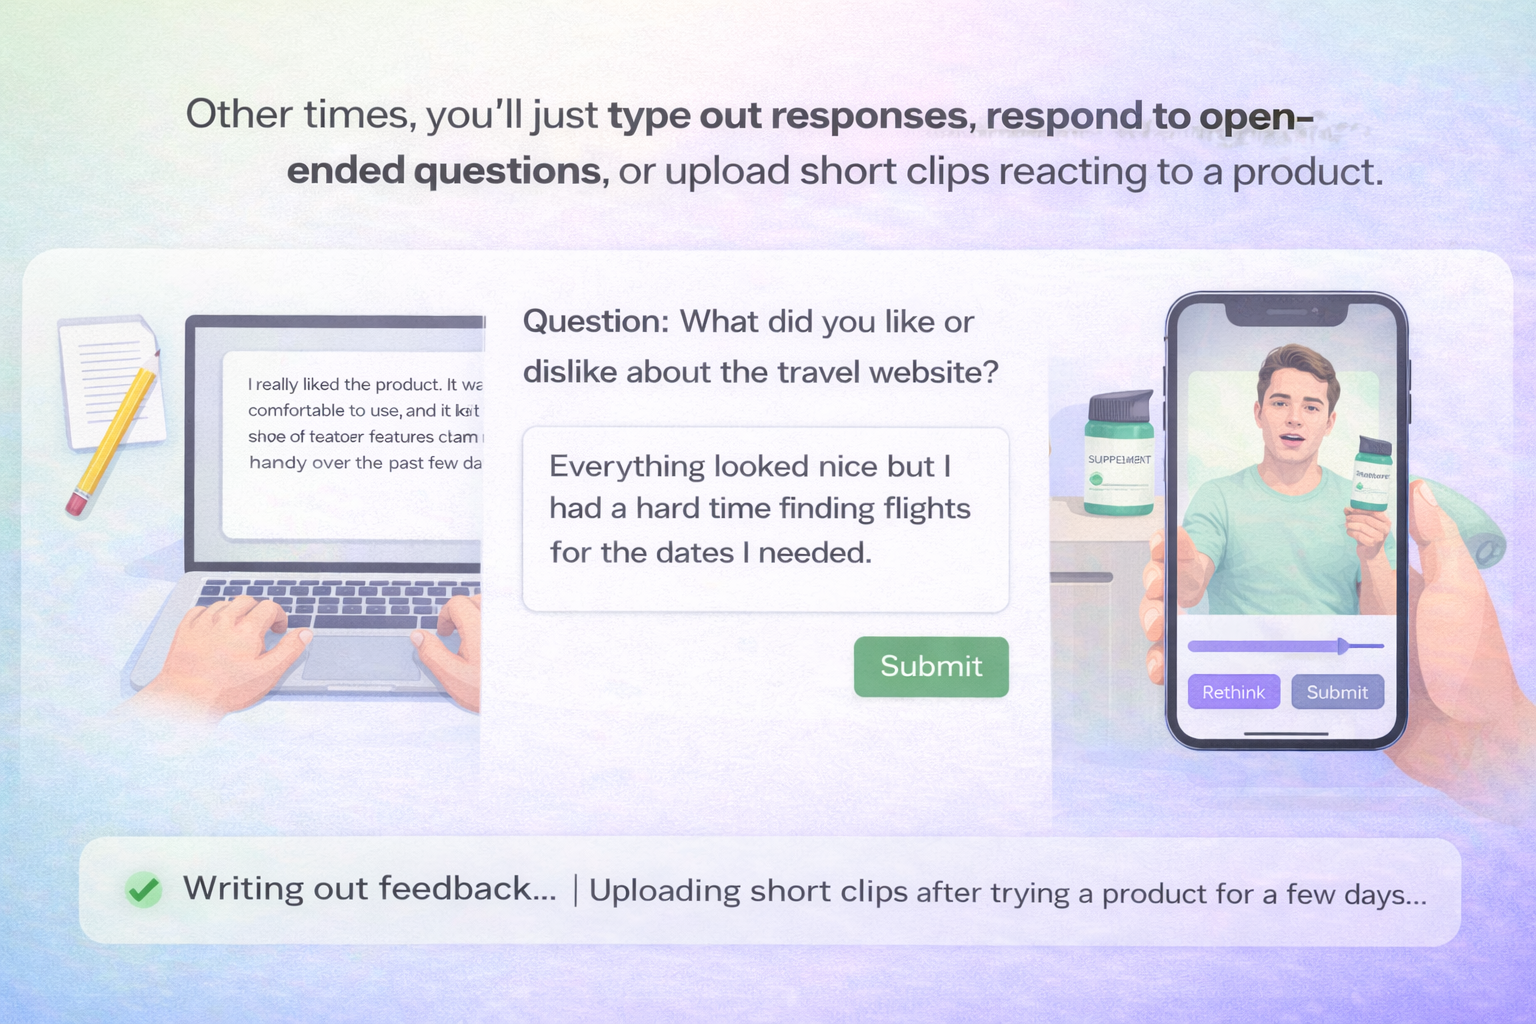 Other times, you'll just type out responses, respond to open-
ended questions, or upload short clips reacting to a product.
I really liked the product. It wa
comfortable to use, and it
shoe of features
handy over the past few da
Question: What did you like or
dislike about the travel website?
Everything looked nice but I
had a hard time finding flights
for the dates I needed.
Submit
Rethink
Submit
Writing out feedback... | Uploading short clips after trying a product for a few days...